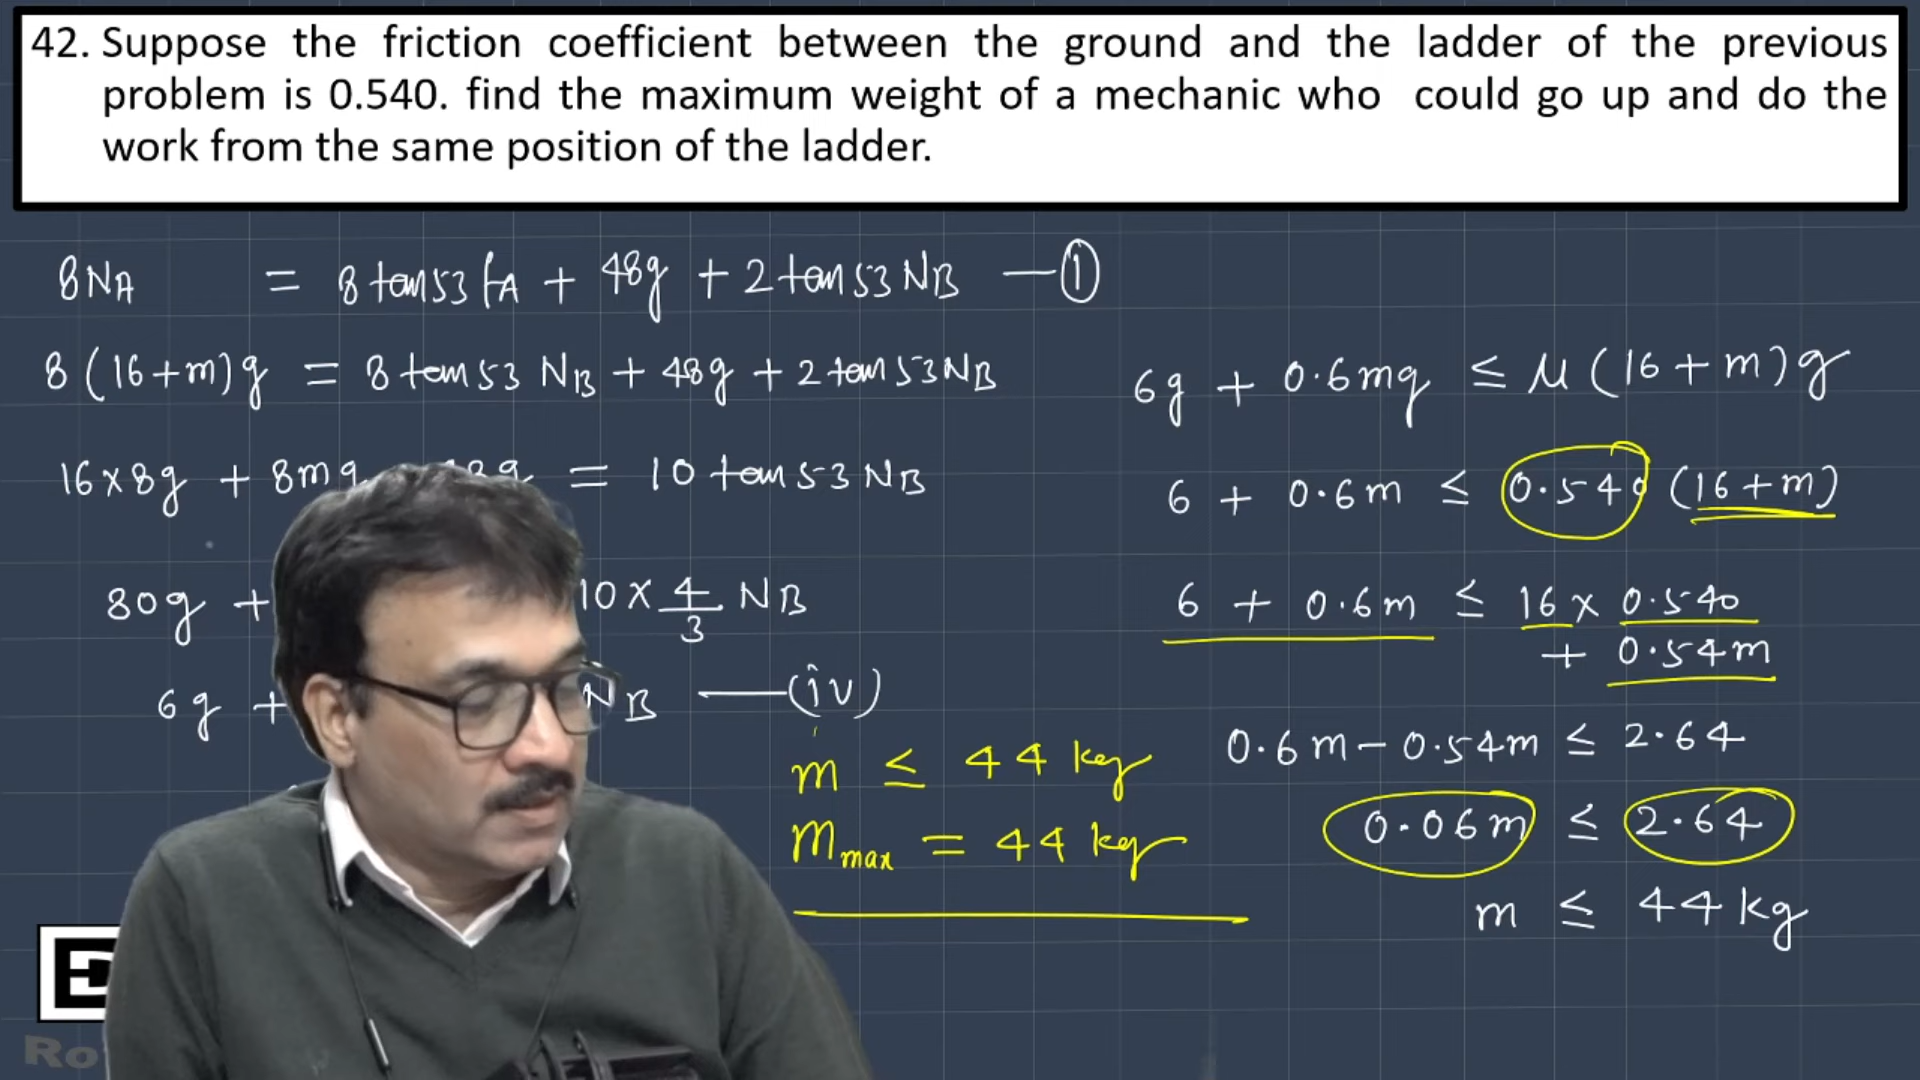 42. Suppose the friction coefficient between the ground and the ladder of the previous
problem is 0.540. find the maximum weight of a mechanic who could go up and do the
work from the same position of the ladder.
8NA = 8 tan53 fA + 48g + 2 tan53 NB —①
8 (16+m)g = 8 tan53 NB + 48g + 2 tan53 NB
16×8g + 8mg = 10 tan53 NB
80g + 10 × 4/3 NB
6g + NB —(iv)
m ≤ 44 kg
Mmax = 44 kg
6g + 0.6mg ≤ μ(16+m)g
6 + 0.6m ≤ 0.540 (16+m)
6 + 0.6m ≤ 16 × 0.540
+ 0.54m
0.6m – 0.54m ≤ 2.64
0.06m ≤ 2.64
m ≤ 44 kg
Ro